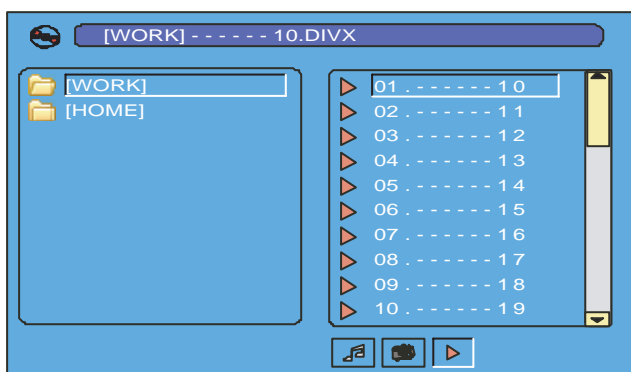 [WORK] - - - - - - 10.DIVX
[WORK]
[HOME]
01 . - - - - - - 1 0
02 . - - - - - - 1 1
03 . - - - - - - 1 2
04 . - - - - - - 1 3
05 . - - - - - - 1 4
06 . - - - - - - 1 5
07 . - - - - - - 1 6
08 . - - - - - - 1 7
09 . - - - - - - 1 8
10 . - - - - - - 1 9